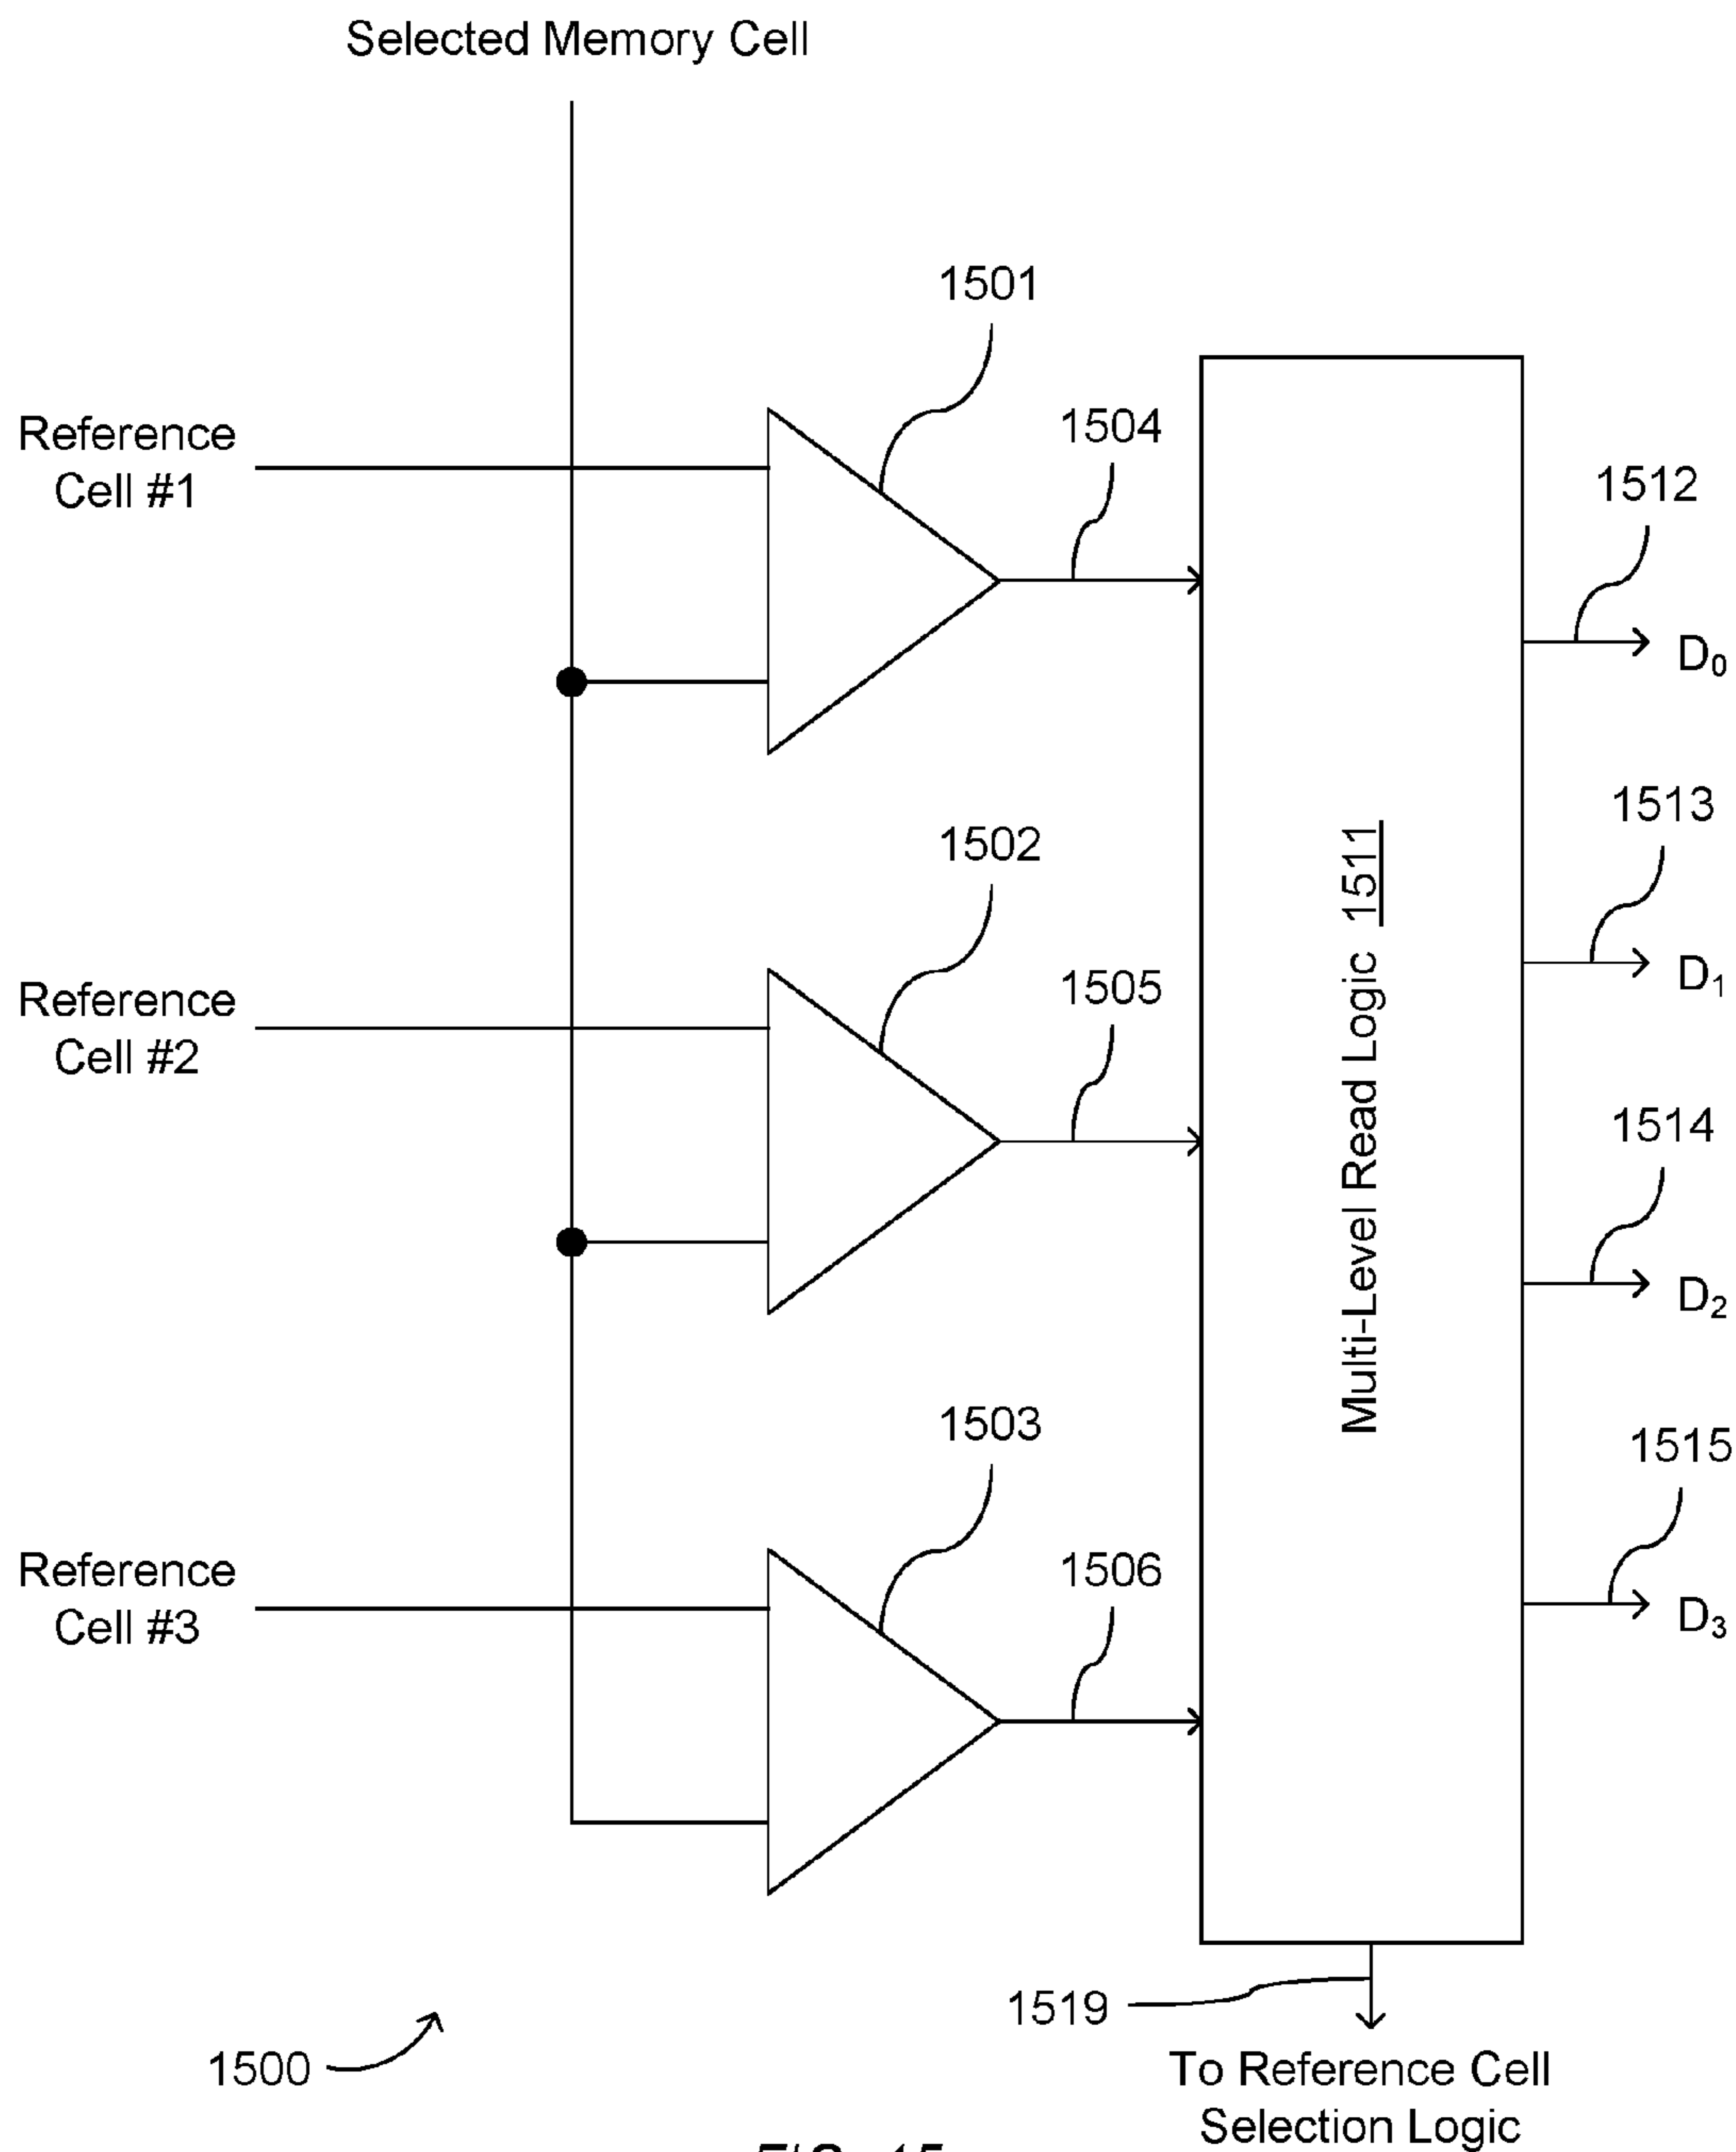 Selected Memory Cell
1501
Reference
Cell #1
1504
1512
D0
1502
1513
Reference
Cell #2
1505
D1
Multi-Level Read Logic 1511
1514
D2
1503
1515
Reference
Cell #3
1506
D3
1519
1500
To Reference Cell
Selection Logic
FIG. 15